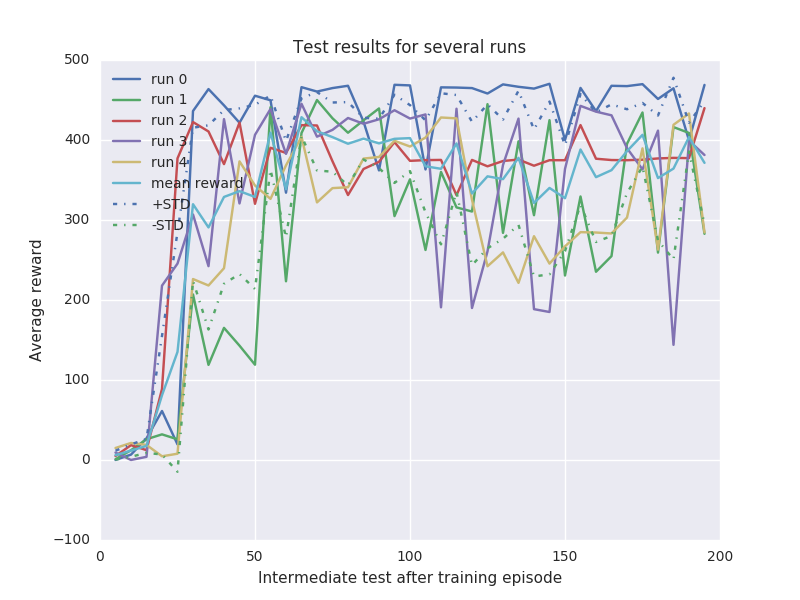 Test results for several runs
500
400
300
200
100
0
−100
Average reward
run 0
run 1
run 2
run 3
run 4
mean reward
+STD
-STD
0 50 100 150 200
Intermediate test after training episode